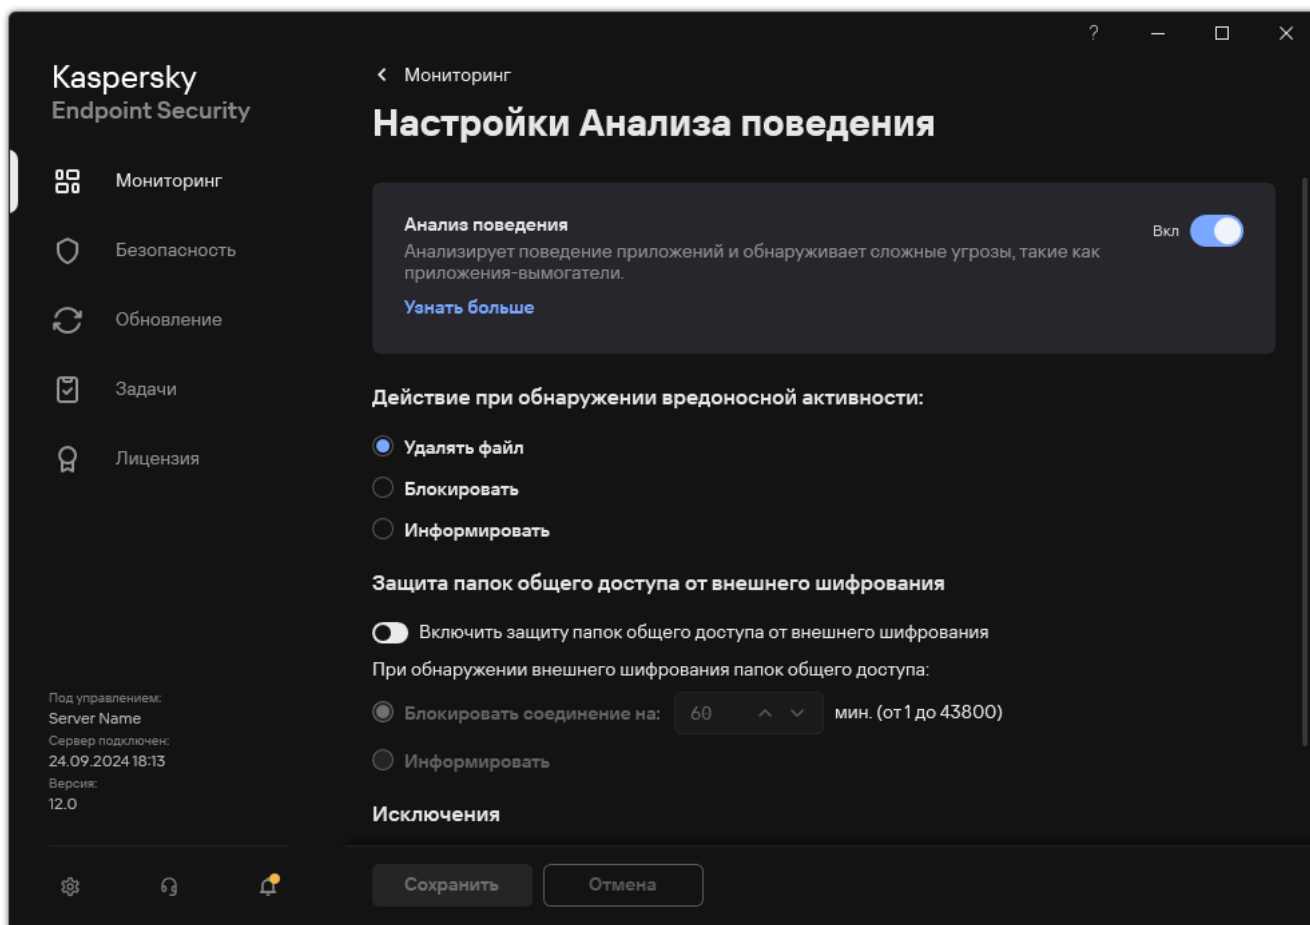 ?
Kaspersky
Endpoint Security
Мониторинг
Безопасность
Обновление
Задачи
Лицензия
Под управлением:
Server Name
Сервер подключен:
24.09.2024 18:13
Версия:
12.0
Мониторинг
Настройки Анализа поведения
Анализ поведения
Анализирует поведение приложений и обнаруживает сложные угрозы, такие как
приложения-вымогатели.
Узнать больше
Вкл
Действие при обнаружении вредоносной активности:
Удалять файл
Блокировать
Информировать
Защита папок общего доступа от внешнего шифрования
Включить защиту папок общего доступа от внешнего шифрования
При обнаружении внешнего шифрования папок общего доступа:
Блокировать соединение на: 60 мин. (от 1 до 43800)
Информировать
Исключения
Сохранить Отмена